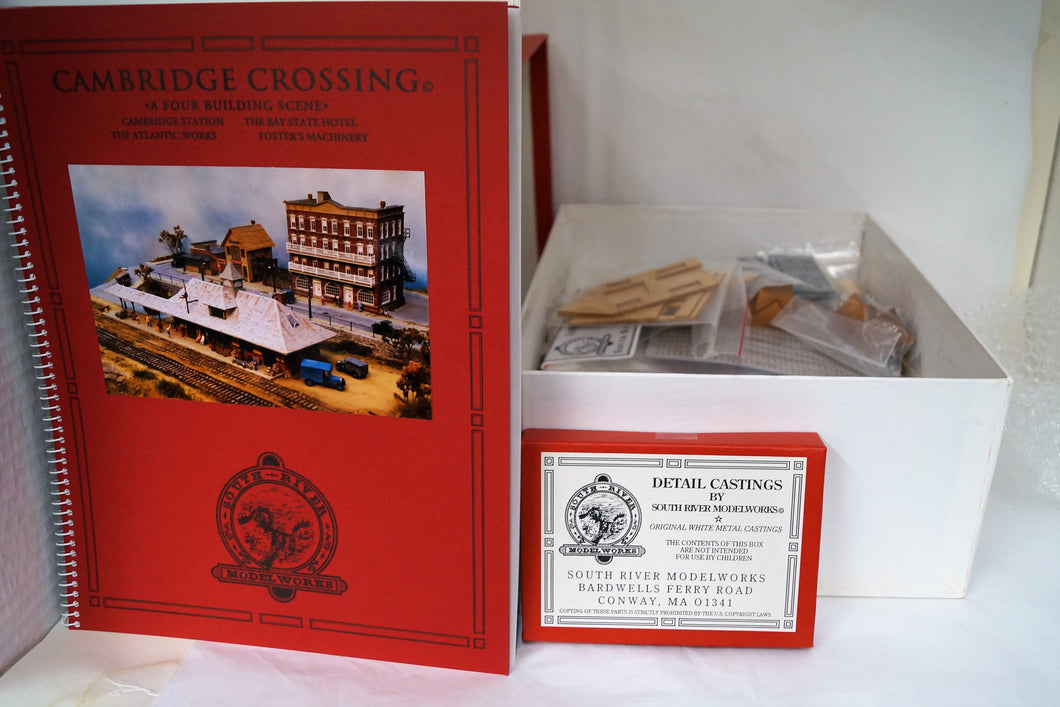 CAMBRIDGE CROSSING©
•A FOUR BUILDING SCENE•
CAMBRIDGE STATION THE BAY STATE HOTEL
THE ATLANTIC WORKS FOSTER'S MACHINERY
SOUTH RIVER
MODELWORKS
DETAIL CASTINGS
BY
SOUTH RIVER MODELWORKS©
☆
ORIGINAL WHITE METAL CASTINGS
THE CONTENTS OF THIS BOX
ARE NOT INTENDED
FOR USE BY CHILDREN
SOUTH RIVER MODELWORKS
BARDWELLS FERRY ROAD
CONWAY, MA 01341
COPYING OF THESE PARTS IS STRICTLY PROHIBITED BY THE U.S. COPYRIGHT LAWS
SOUTH RIVER
MODELWORKS